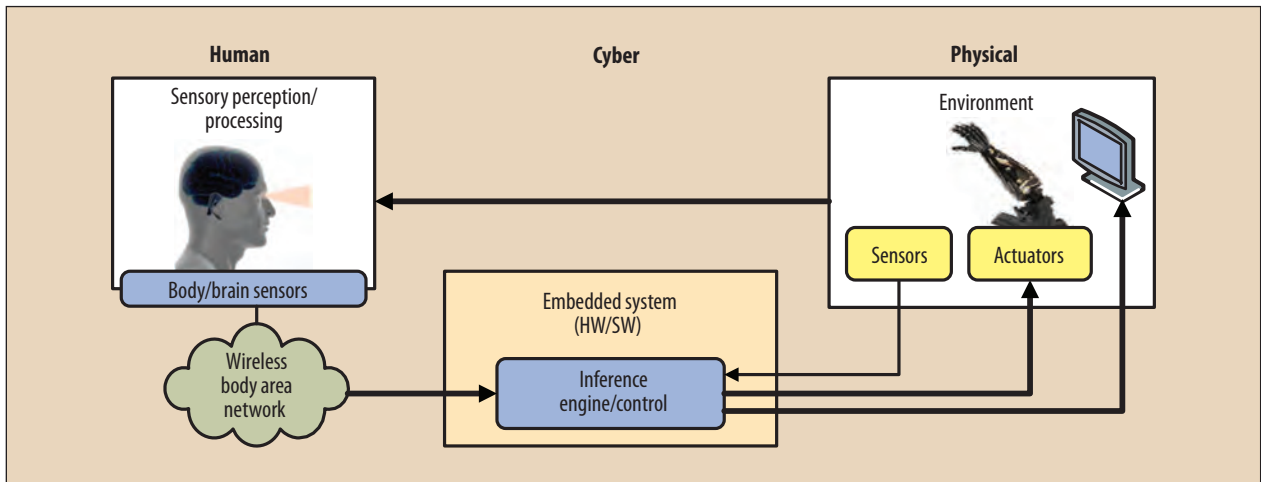 Human
Cyber
Physical
Sensory perception/
processing
Environment
Sensors
Actuators
Body/brain sensors
Embedded system
(HW/SW)
Wireless
body area
network
Inference
engine/control